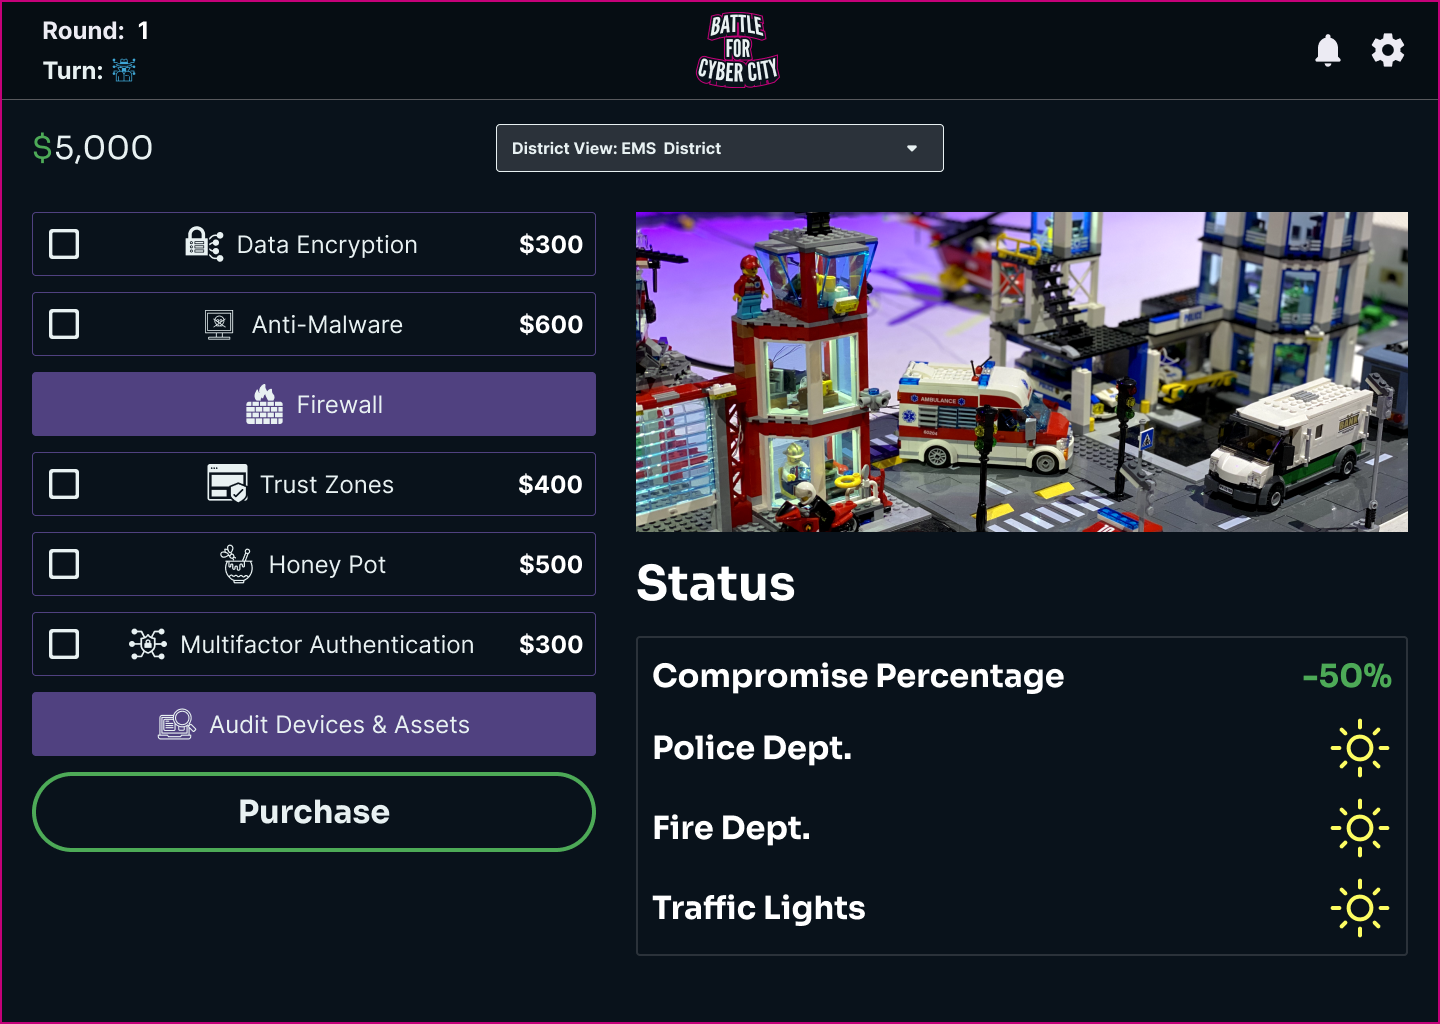 Round: 1
Turn:
BATTLE
FOR
CYBER CITY
$5,000
District View: EMS District
Data Encryption $300
Anti-Malware $600
Firewall
Trust Zones $400
Honey Pot $500
Multifactor Authentication $300
Audit Devices & Assets
Purchase
POLICE
AMBULANCE
Status
Compromise Percentage -50%
Police Dept.
Fire Dept.
Traffic Lights